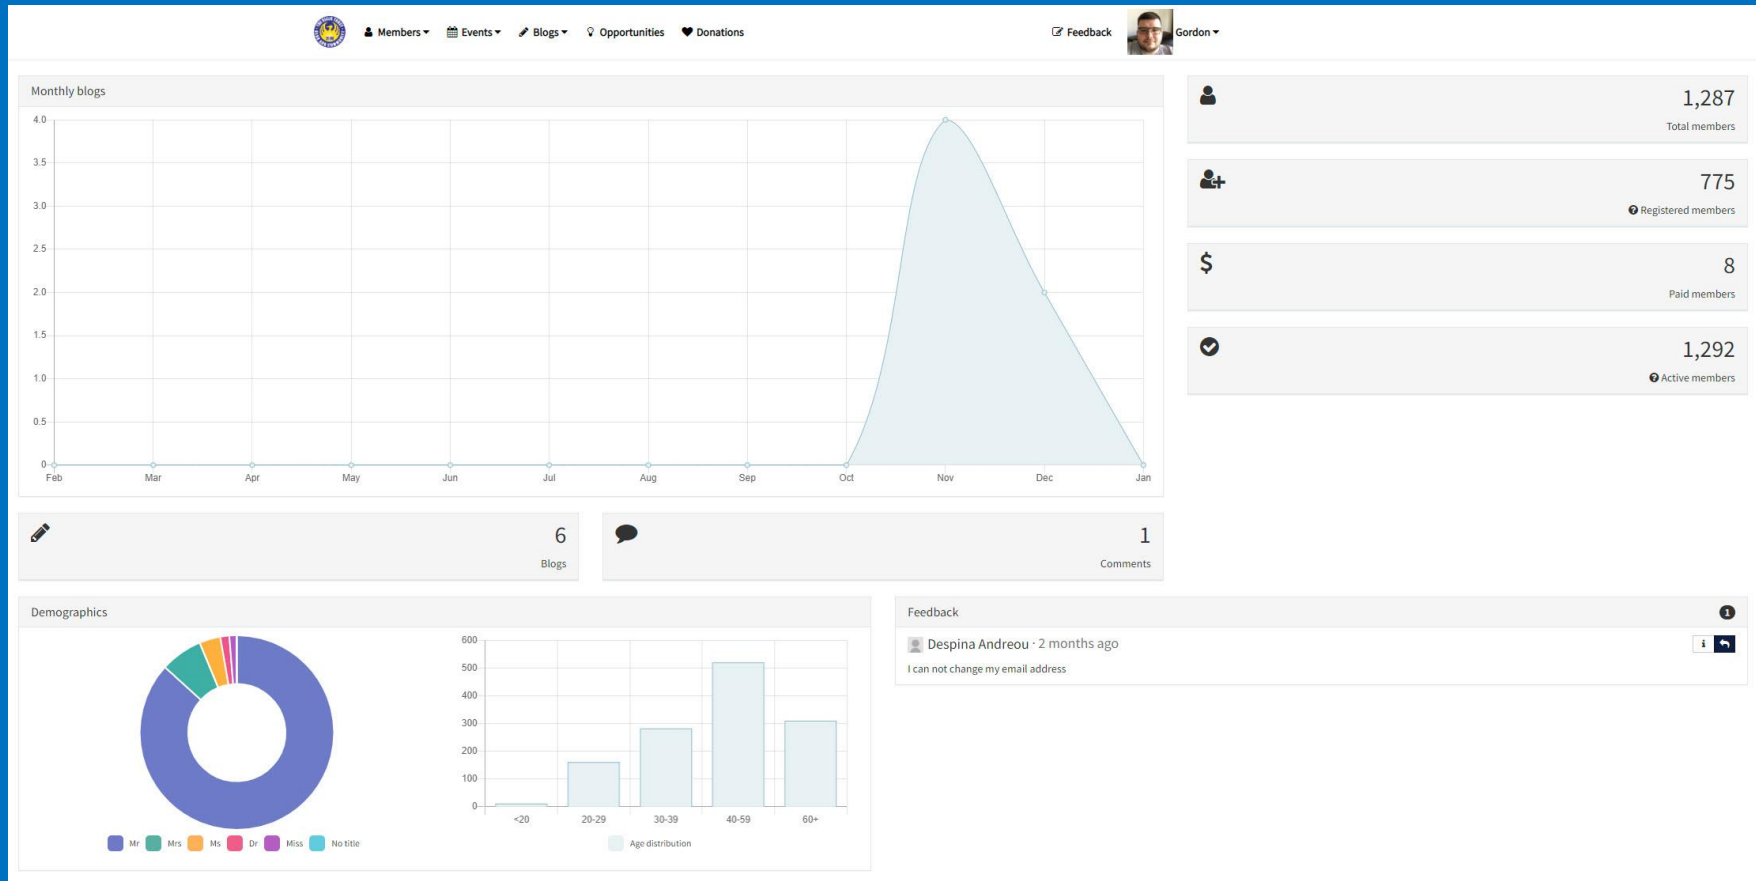 Members Events Blogs Opportunities Donations Feedback Gordon
Monthly blogs
4.0
3.5
3.0
2.5
2.0
1.5
1.0
0.5
0
Feb Mar Apr May Jun Jul Aug Sep Oct Nov Dec Jan
1,287
Total members
775
Registered members
$
8
Paid members
1,292
Active members
6
Blogs
1
Comments
Demographics
Mr Mrs Ms Dr Miss No title
600
500
400
300
200
100
0
<20 20-29 30-39 40-59 60+
Age distribution
Feedback 1
Despina Andreou · 2 months ago
I can not change my email address